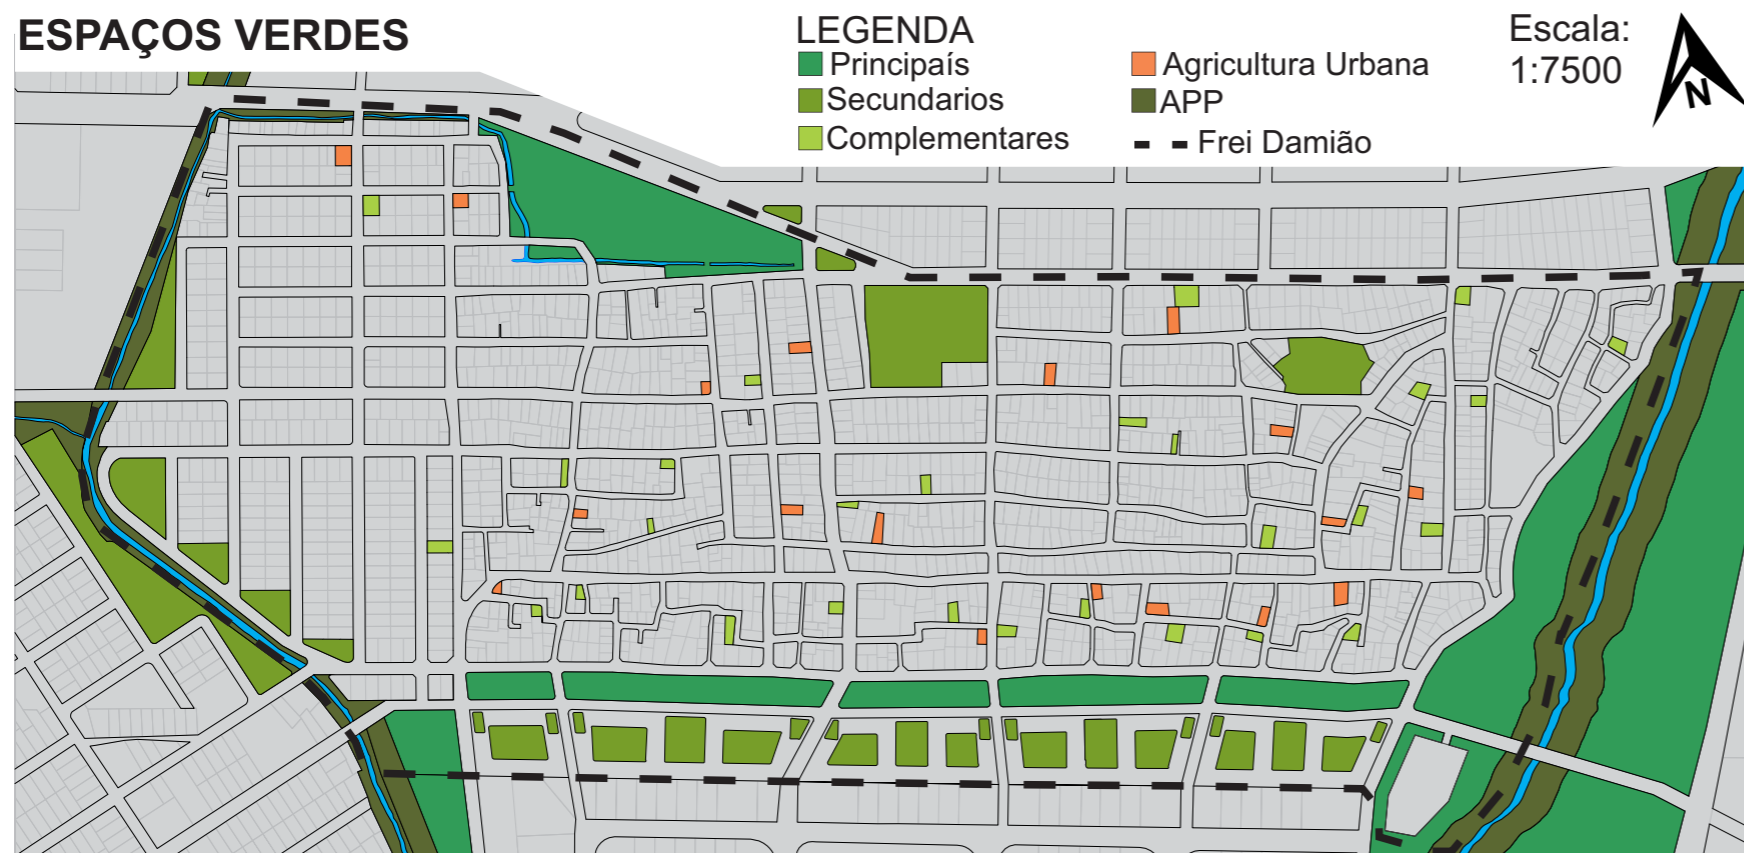 ESPAÇOS VERDES
LEGENDA
Principaís
Secundarios
Complementares
Agricultura Urbana
APP
Frei Damião
Escala:
1:7500
N